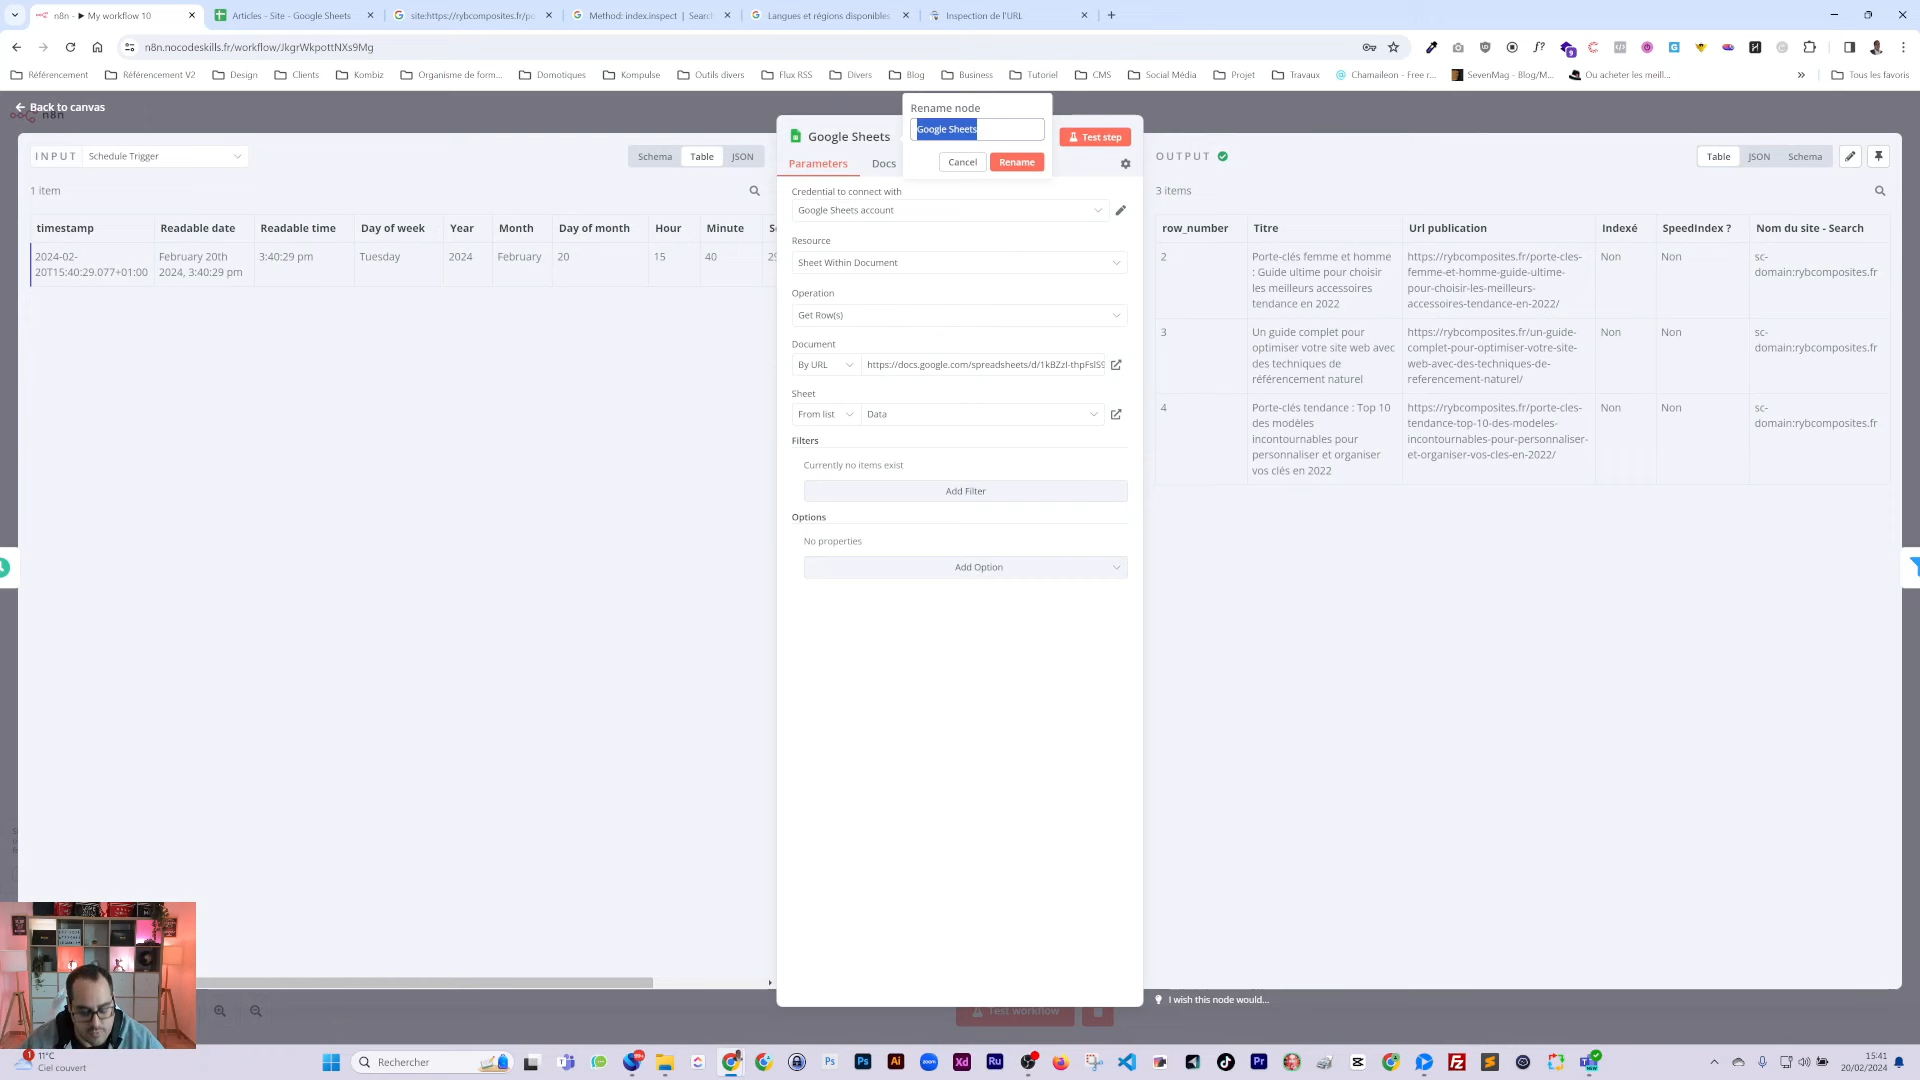 n8n - ▶ My workflow 10
Articles - Site - Google Sheets
site:https://rybcomposites.fr/po
Method: index.inspect | Searc
Langues et régions disponibles
Inspection de l'URL
n8n.nocodeskills.fr/workflow/JkgrWkpottNXs9Mg
Référencement
Référencement V2
Design
Clients
Kombiz
Organisme de form...
Domotiques
Kompulse
Outils divers
Flux RSS
Divers
Blog
Business
Tutoriel
CMS
Social Média
Projet
Travaux
Chamaileon - Free r...
SevenMag - Blog/M...
Ou acheter les meill...
Tous les favoris
Back to canvas
n8n
Rename node
Google Sheets
Cancel
Rename
Google Sheets
Test step
Parameters
Docs
INPUT
Schedule Trigger
Schema
Table
JSON
1 item
timestamp
Readable date
Readable time
Day of week
Year
Month
Day of month
Hour
Minute
2024-02-
20T15:40:29.077+01:00
February 20th
2024, 3:40:29 pm
3:40:29 pm
Tuesday
2024
February
20
15
40
Credential to connect with
Google Sheets account
Resource
Sheet Within Document
Operation
Get Row(s)
Document
By URL
https://docs.google.com/spreadsheets/d/1kBZzI-thpFslS9
Sheet
From list
Data
Filters
Currently no items exist
Add Filter
Options
No properties
Add Option
OUTPUT
Table
JSON
Schema
3 items
row_number
Titre
Url publication
Indexé
SpeedIndex ?
Nom du site - Search
2
Porte-clés femme et homme
: Guide ultime pour choisir
les meilleurs accessoires
tendance en 2022
https://rybcomposites.fr/porte-cles-
femme-et-homme-guide-ultime-
pour-choisir-les-meilleurs-
accessoires-tendance-en-2022/
Non
Non
sc-
domain:rybcomposites.fr
3
Un guide complet pour
optimiser votre site web avec
des techniques de
référencement naturel
https://rybcomposites.fr/un-guide-
complet-pour-optimiser-votre-site-
web-avec-des-techniques-de-
referencement-naturel/
Non
Non
sc-
domain:rybcomposites.fr
4
Porte-clés tendance : Top 10
des modèles
incontournables pour
personnaliser et organiser
vos clés en 2022
https://rybcomposites.fr/porte-cles-
tendance-top-10-des-modeles-
incontournables-pour-personnaliser-
et-organiser-vos-cles-en-2022/
Non
Non
sc-
domain:rybcomposites.fr
I wish this node would...
Test workflow
11°C
Ciel couvert
Rechercher
15:41
20/02/2024